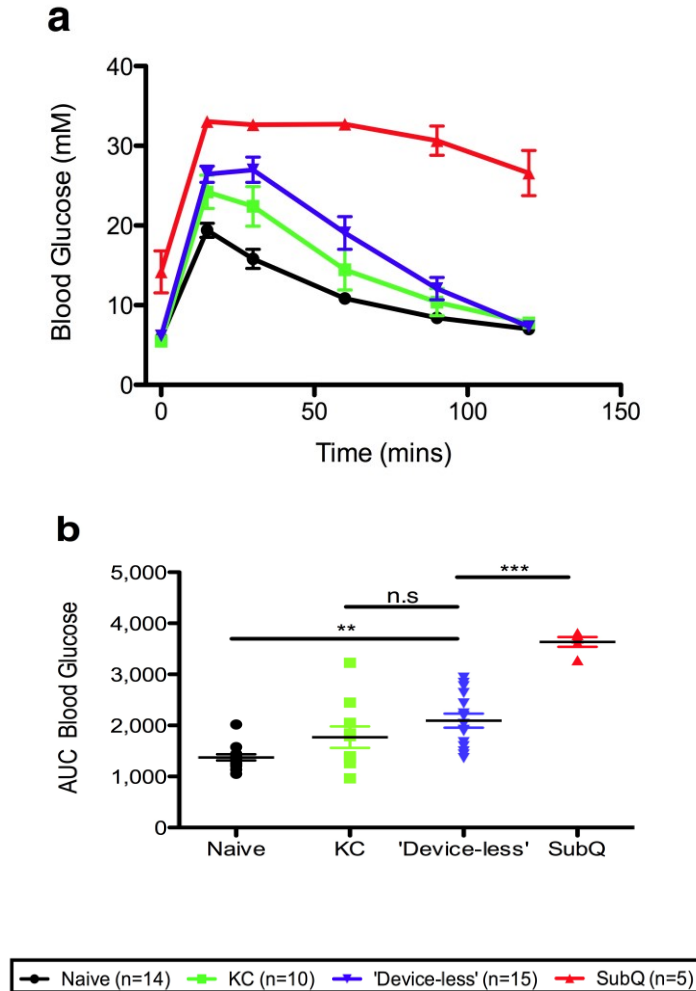 a
40
30
20
10
0
Blood Glucose (mM)
0 50 100 150
Time (mins)
b
5,000
4,000
3,000
2,000
1,000
0
AUC Blood Glucose
***
n.s
**
Naive KC 'Device-less' SubQ
Naive (n=14) KC (n=10) 'Device-less' (n=15) SubQ (n=5)